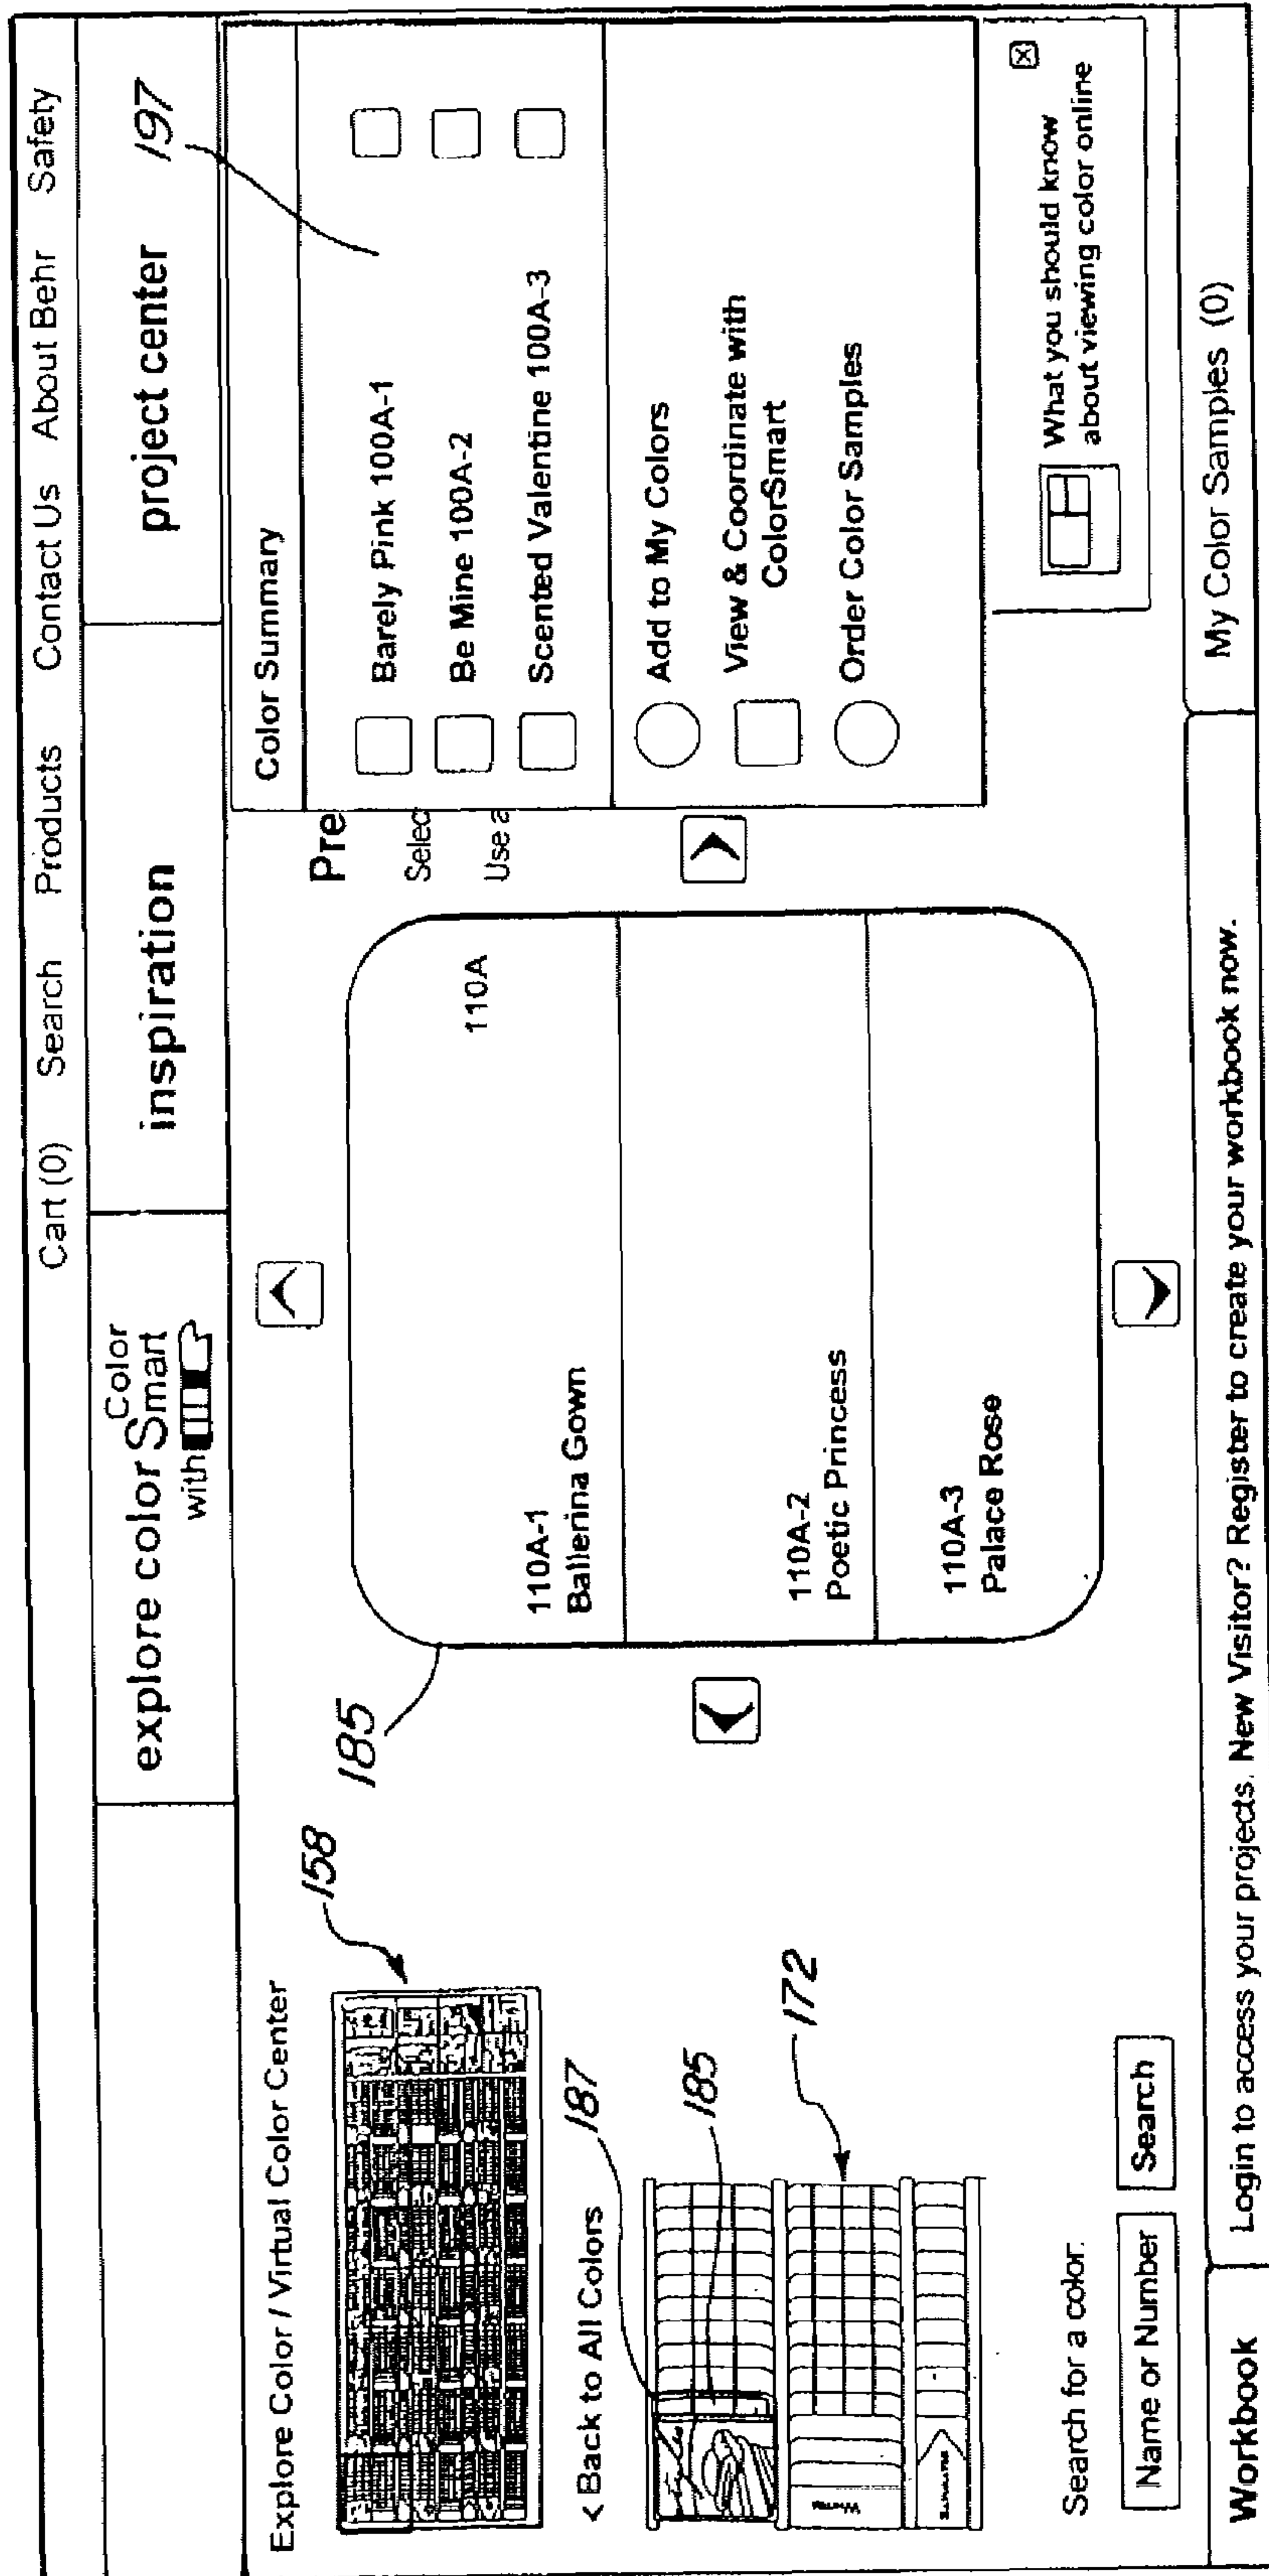 Cart (0) Search Products Contact Us About Behr Safety
explore color
with Color Smart
inspiration
project center
197
Explore Color / Virtual Color Center
158
185
< Back to All Colors
187
185
172
Search for a color.
Name or Number
Search
110A
110A-1
Ballerina Gown
110A-2
Poetic Princess
110A-3
Palace Rose
Pre
Selec
Use a
Color Summary
Barely Pink 100A-1
Be Mine 100A-2
Scented Valentine 100A-3
Add to My Colors
View & Coordinate with
ColorSmart
Order Color Samples
What you should know
about viewing color online
Workbook
Login to access your projects. New Visitor? Register to create your workbook now.
My Color Samples (0)